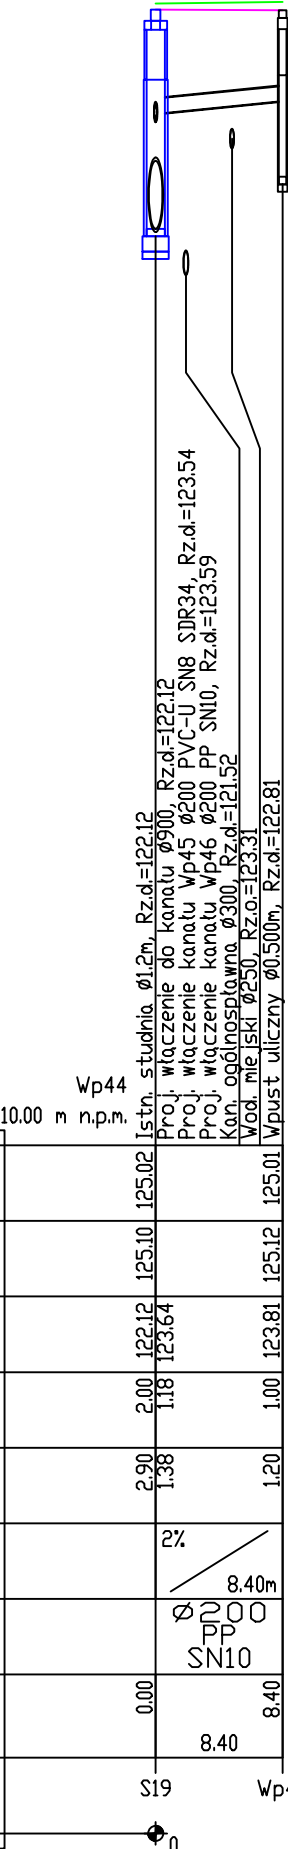 Istn. studnia ø1.2m, Rz.d.=122.12
Proj. włączenie do kanału ø900, Rz.d.=122.12
Proj. włączenie kanału Wp45 ø200 PVC-U SN8 SDR34, Rz.d.=123.54
Proj. włączenie kanału Wp46 ø200 PP SN10, Rz.d.=123.59
Kan. ogólnospławna ø300, Rz.d.=121.52
Wod. miejski ø250, Rz.o.=123.31
Wpust uliczny ø0.500m, Rz.d.=122.81
Wp44
10.00 m n.p.m.
125.02 125.01
125.10 125.12
122.12 123.64 123.81
2.00 1.18 1.00
2.90 1.38 1.20
2%
8.40m
ø200
PP
SN10
0.00 8.40
8.40
S19 Wp4
0